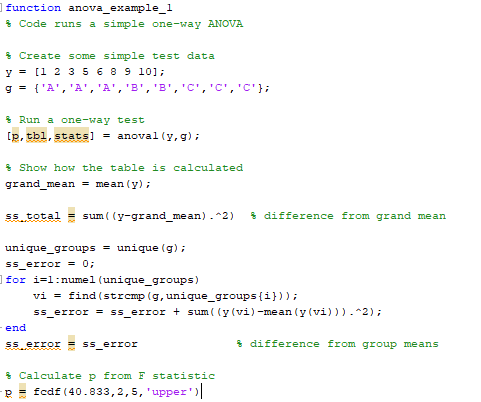 function anova_example_1
% Code runs a simple one-way ANOVA
% Create some simple test data
y = [1 2 3 5 6 8 9 10];
g = {'A','A','A','B','B','C','C','C'};
% Run a one-way test
[p,tbl,stats] = anova1(y,g);
% Show how the table is calculated
grand_mean = mean(y);
ss_total = sum((y-grand_mean).^2)  % difference from grand mean
unique_groups = unique(g);
ss_error = 0;
for i=1:numel(unique_groups)
    vi = find(strcmp(g,unique_groups{i}));
    ss_error = ss_error + sum((y(vi)-mean(y(vi))).^2);
end
ss_error = ss_error              % difference from group means
% Calculate p from F statistic
p = fcdf(40.833,2,5,'upper')